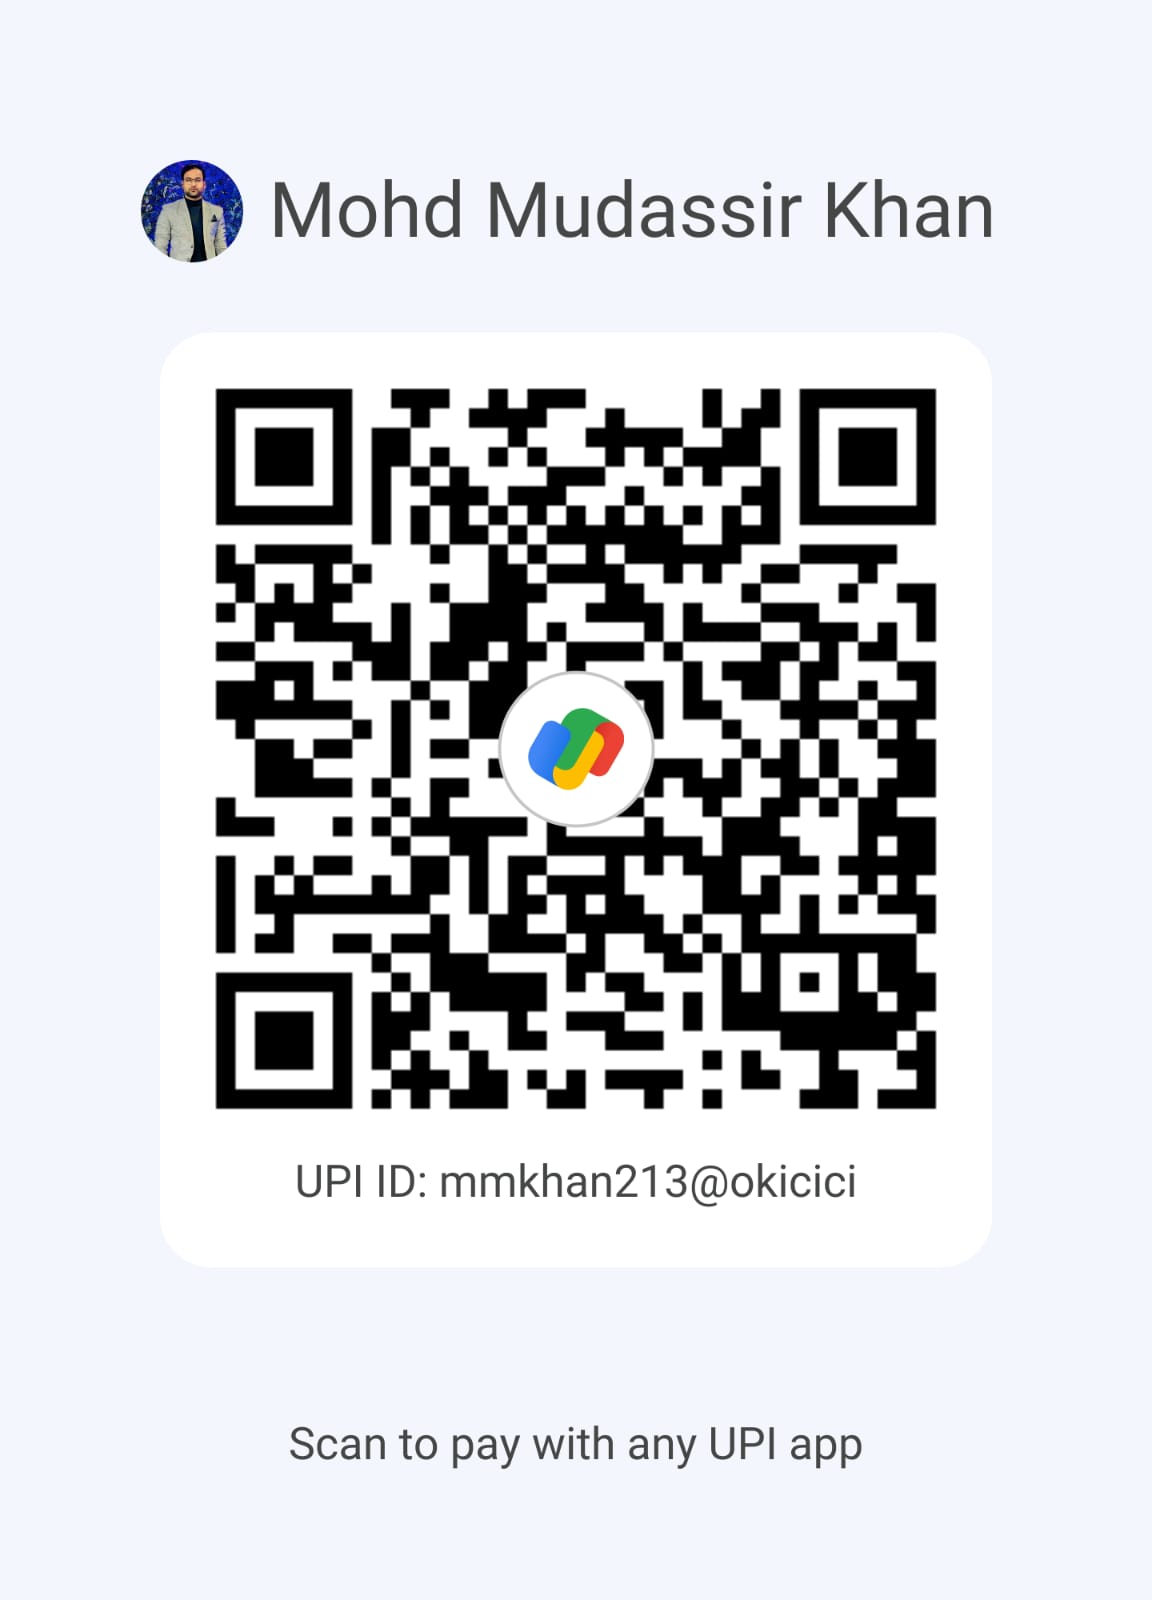 Mohd Mudassir Khan
UPI ID: mmkhan213@okicici
Scan to pay with any UPI app